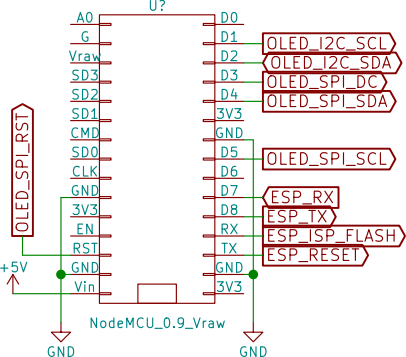 U?
A0 D0
G D1 OLED_I2C_SCL
Vraw D2 OLED_I2C_SDA
SD3 D3 OLED_SPI_DC
SD2 D4 OLED_SPI_SDA
SD1 3V3
CMD GND
SD0 D5 OLED_SPI_SCL
CLK D6
GND D7 ESP_RX
3V3 D8 ESP_TX
EN RX ESP_ISP_FLASH
RST TX ESP_RESET
GND GND
Vin 3V3
OLED_SPI_RST
+5V
NodeMCU_0.9_Vraw
GND GND